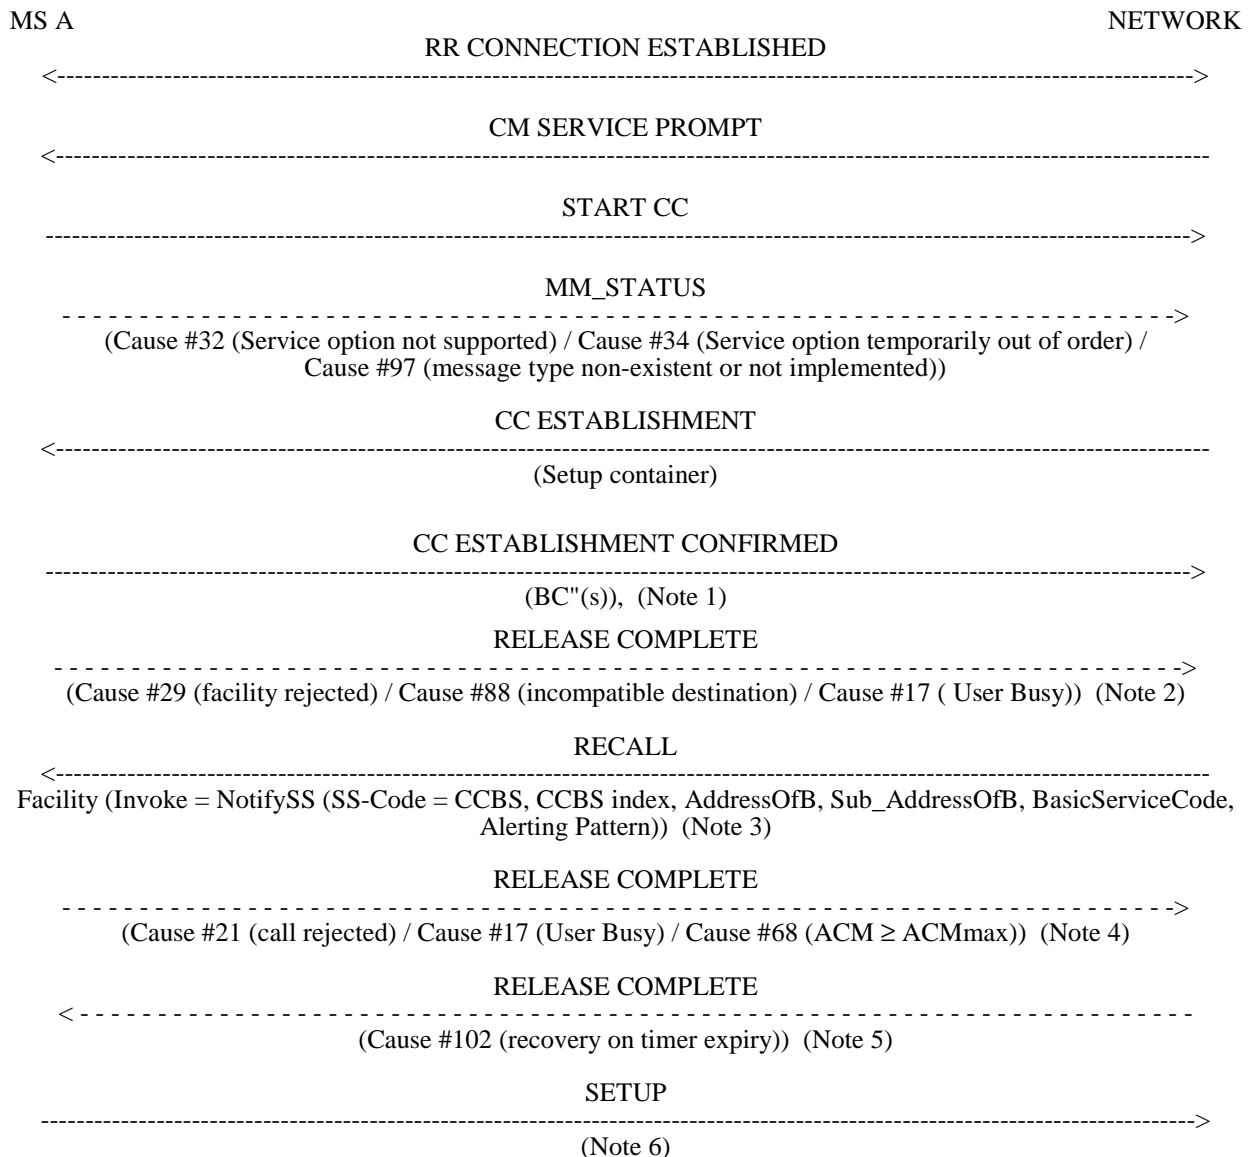 MS A NETWORK
RR CONNECTION ESTABLISHED
CM SERVICE PROMPT
START CC
MM_STATUS
(Cause #32 (Service option not supported) / Cause #34 (Service option temporarily out of order) /
Cause #97 (message type non-existent or not implemented))
CC ESTABLISHMENT
(Setup container)
CC ESTABLISHMENT CONFIRMED
(BC"(s)), (Note 1)
RELEASE COMPLETE
(Cause #29 (facility rejected) / Cause #88 (incompatible destination) / Cause #17 ( User Busy)) (Note 2)
RECALL
Facility (Invoke = NotifySS (SS-Code = CCBS, CCBS index, AddressOfB, Sub_AddressOfB, BasicServiceCode,
Alerting Pattern)) (Note 3)
RELEASE COMPLETE
(Cause #21 (call rejected) / Cause #17 (User Busy) / Cause #68 (ACM ≥ ACMmax)) (Note 4)
RELEASE COMPLETE
(Cause #102 (recovery on timer expiry)) (Note 5)
SETUP
(Note 6)